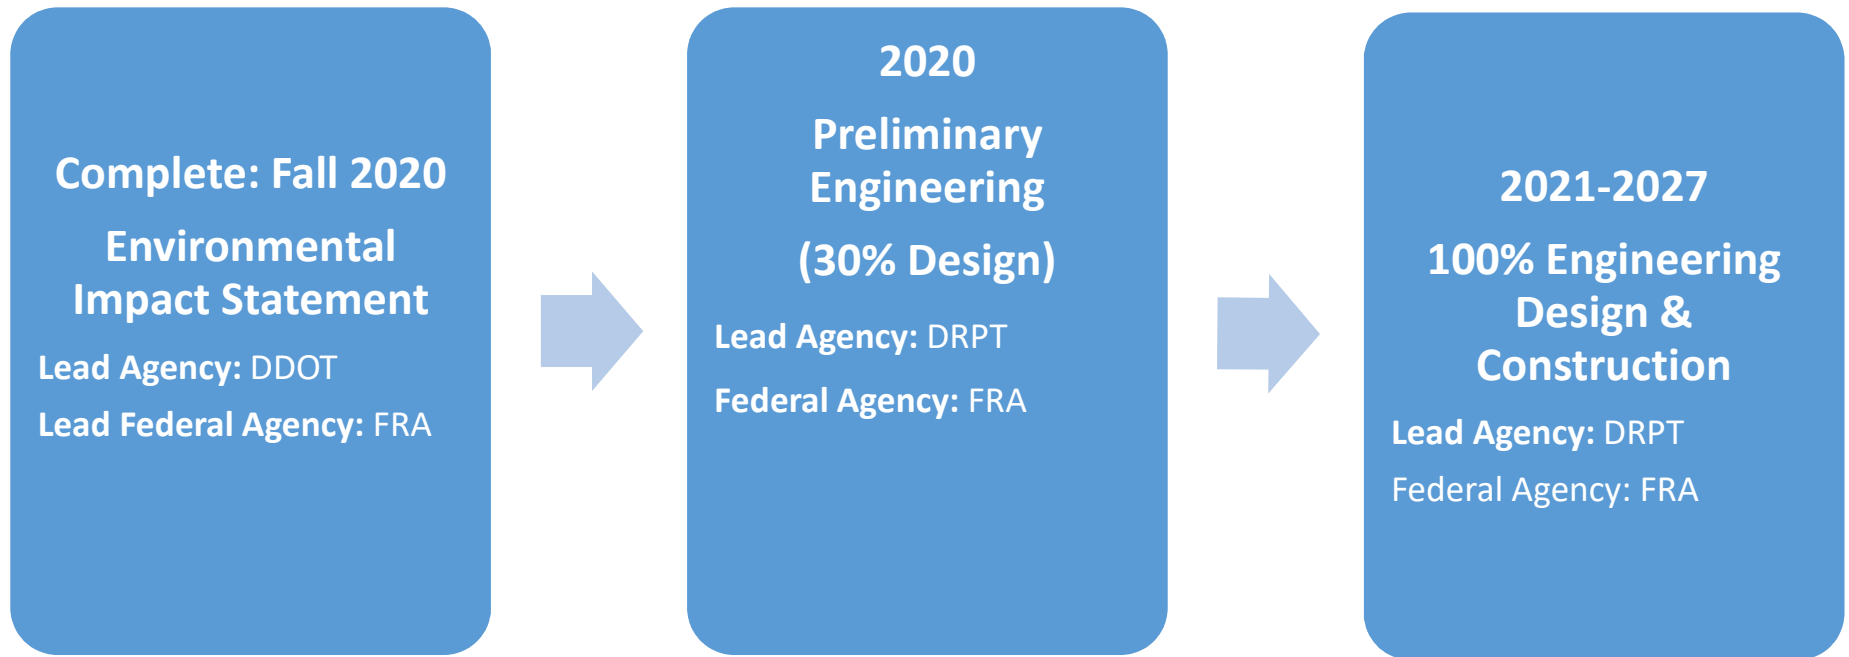 Complete: Fall 2020
Environmental
Impact Statement
Lead Agency: DDOT
Lead Federal Agency: FRA
2020
Preliminary
Engineering
(30% Design)
Lead Agency: DRPT
Federal Agency: FRA
2021-2027
100% Engineering
Design &
Construction
Lead Agency: DRPT
Federal Agency: FRA